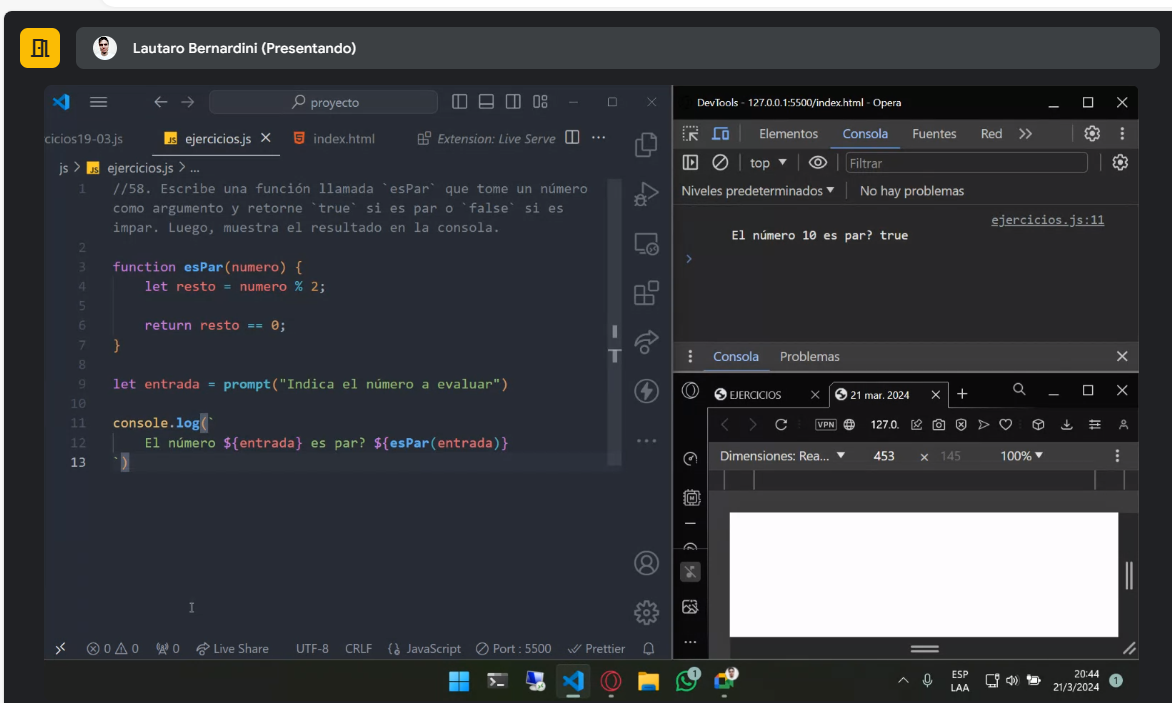 Lautaro Bernardini (Presentando)
proyecto
cicios19-03.js
ejercicios.js
index.html
Extension: Live Serve
js > ejercicios.js > ...
1 //58. Escribe una función llamada `esPar` que tome un número
como argumento y retorne `true` si es par o `false` si es
impar. Luego, muestra el resultado en la consola.
2
3 function esPar(numero) {
4 let resto = numero % 2;
5
6 return resto == 0;
7 }
8
9 let entrada = prompt("Indica el número a evaluar")
10
11 console.log(`
12 El número ${entrada} es par? ${esPar(entrada)}
13 `)
0 0
0
Live Share
UTF-8
CRLF
JavaScript
Port : 5500
Prettier
DevTools - 127.0.0.1:5500/index.html - Opera
Elementos
Consola
Fuentes
Red
top
Filtrar
Niveles predeterminados
No hay problemas
ejercicios.js:11
El número 10 es par? true
Consola
Problemas
EJERCICIOS
21 mar. 2024
VPN
127.0.
Dimensiones: Rea...
453 × 145
100%
1
ESP
LAA
20:44
21/3/2024
1